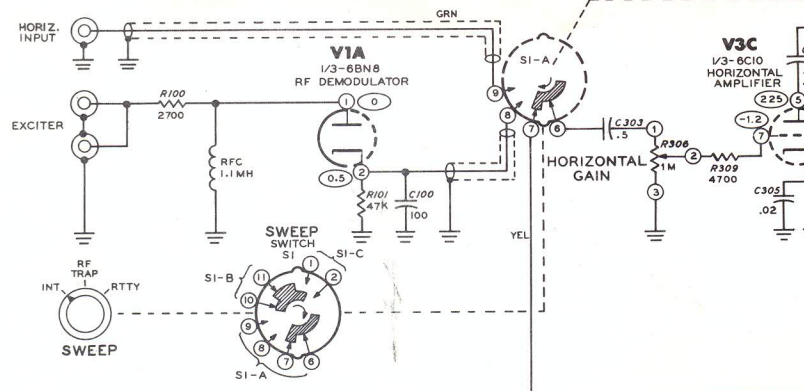 HORIZ.
INPUT
GRN
V1A
1/3-6BN8
RF DEMODULATOR
S1-A
9
8
7
6
V3C
1/3-6C10
HORIZONTAL
AMPLIFIER
225
5
-1.2
7
EXCITER
R100
2700
1
0
RFC
1.1MH
0.5
2
R101
47K
C100
100
C303
.5
1
R306
1M
2
3
HORIZONTAL
GAIN
R309
4700
C305
.02
YEL
SWEEP
SWITCH
S1
S1-C
1
2
S1-B
11
10
9
8
7
6
S1-A
RF
TRAP
INT
RTTY
SWEEP